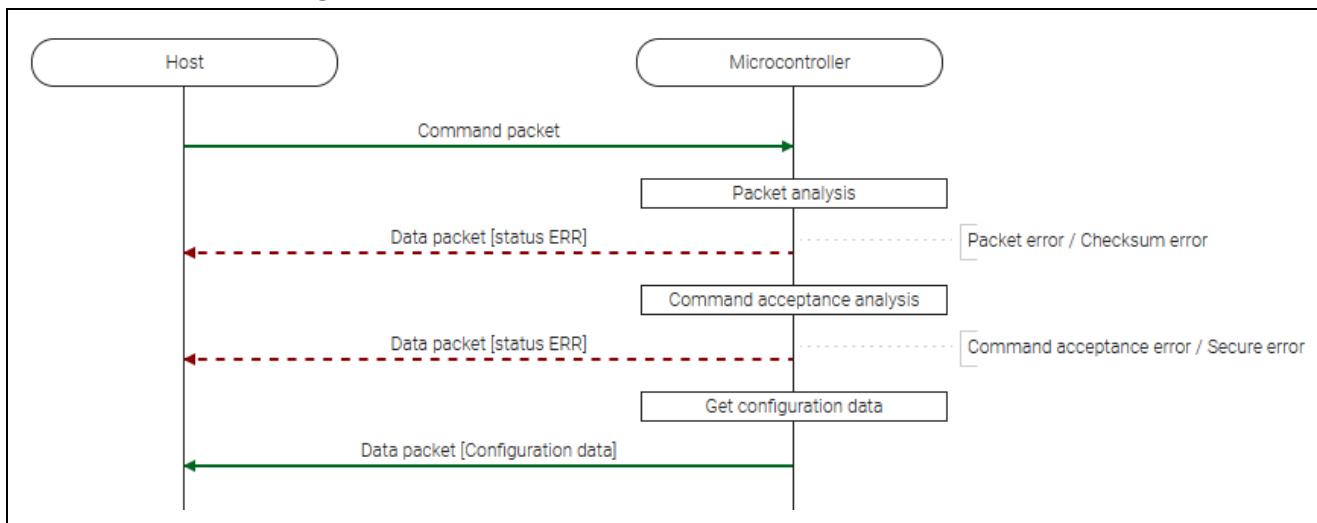 Host
Microcontroller
Command packet
Packet analysis
Data packet [status ERR]
Packet error / Checksum error
Command acceptance analysis
Data packet [status ERR]
Command acceptance error / Secure error
Get configuration data
Data packet [Configuration data]